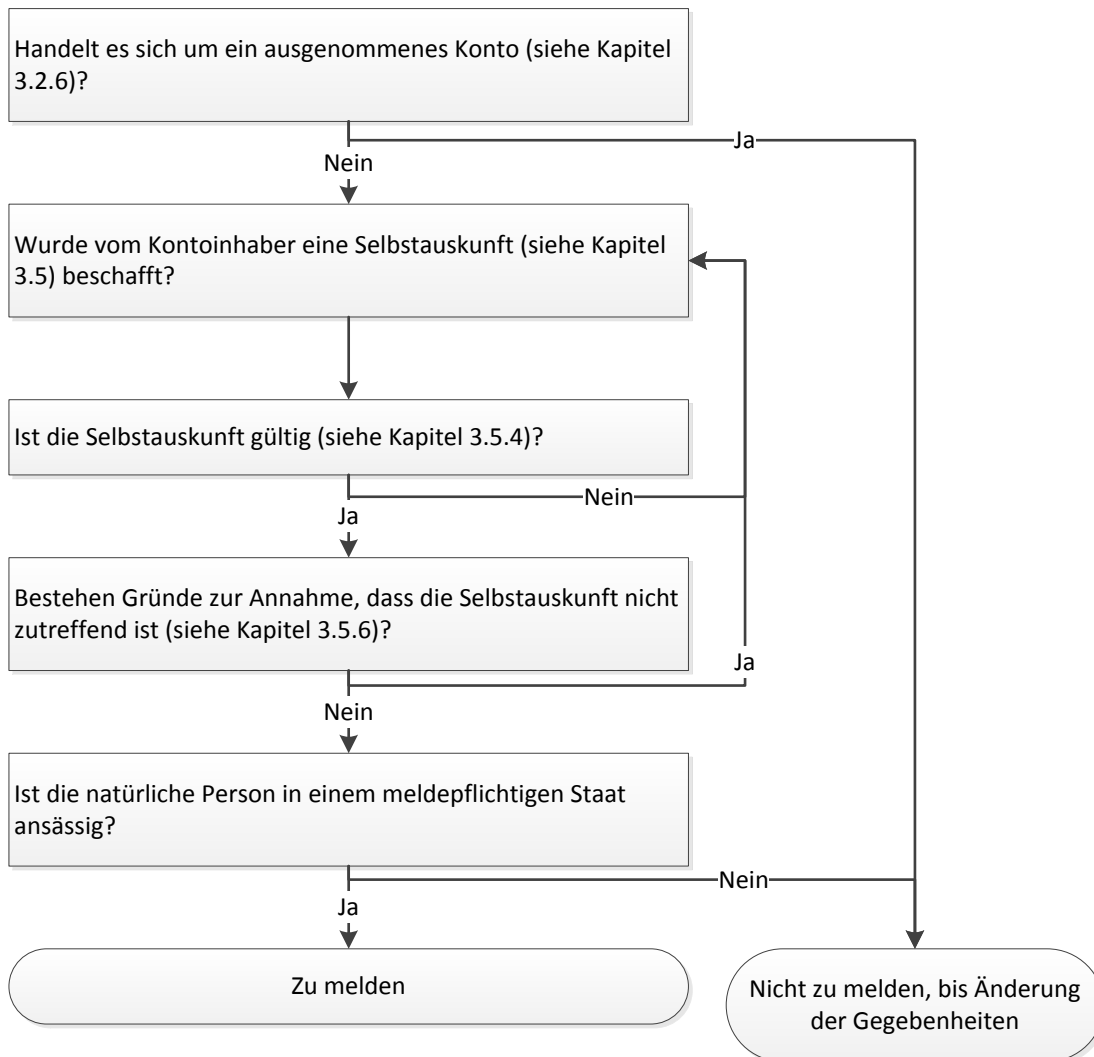 Handelt es sich um ein ausgenommenes Konto (siehe Kapitel
3.2.6)?
Ja
Nein
Wurde vom Kontoinhaber eine Selbstauskunft (siehe Kapitel
3.5) beschafft?
Ist die Selbstauskunft gültig (siehe Kapitel 3.5.4)?
Nein
Ja
Bestehen Gründe zur Annahme, dass die Selbstauskunft nicht
zutreffend ist (siehe Kapitel 3.5.6)?
Ja
Nein
Ist die natürliche Person in einem meldepflichtigen Staat
ansässig?
Nein
Ja
Zu melden
Nicht zu melden, bis Änderung
der Gegebenheiten